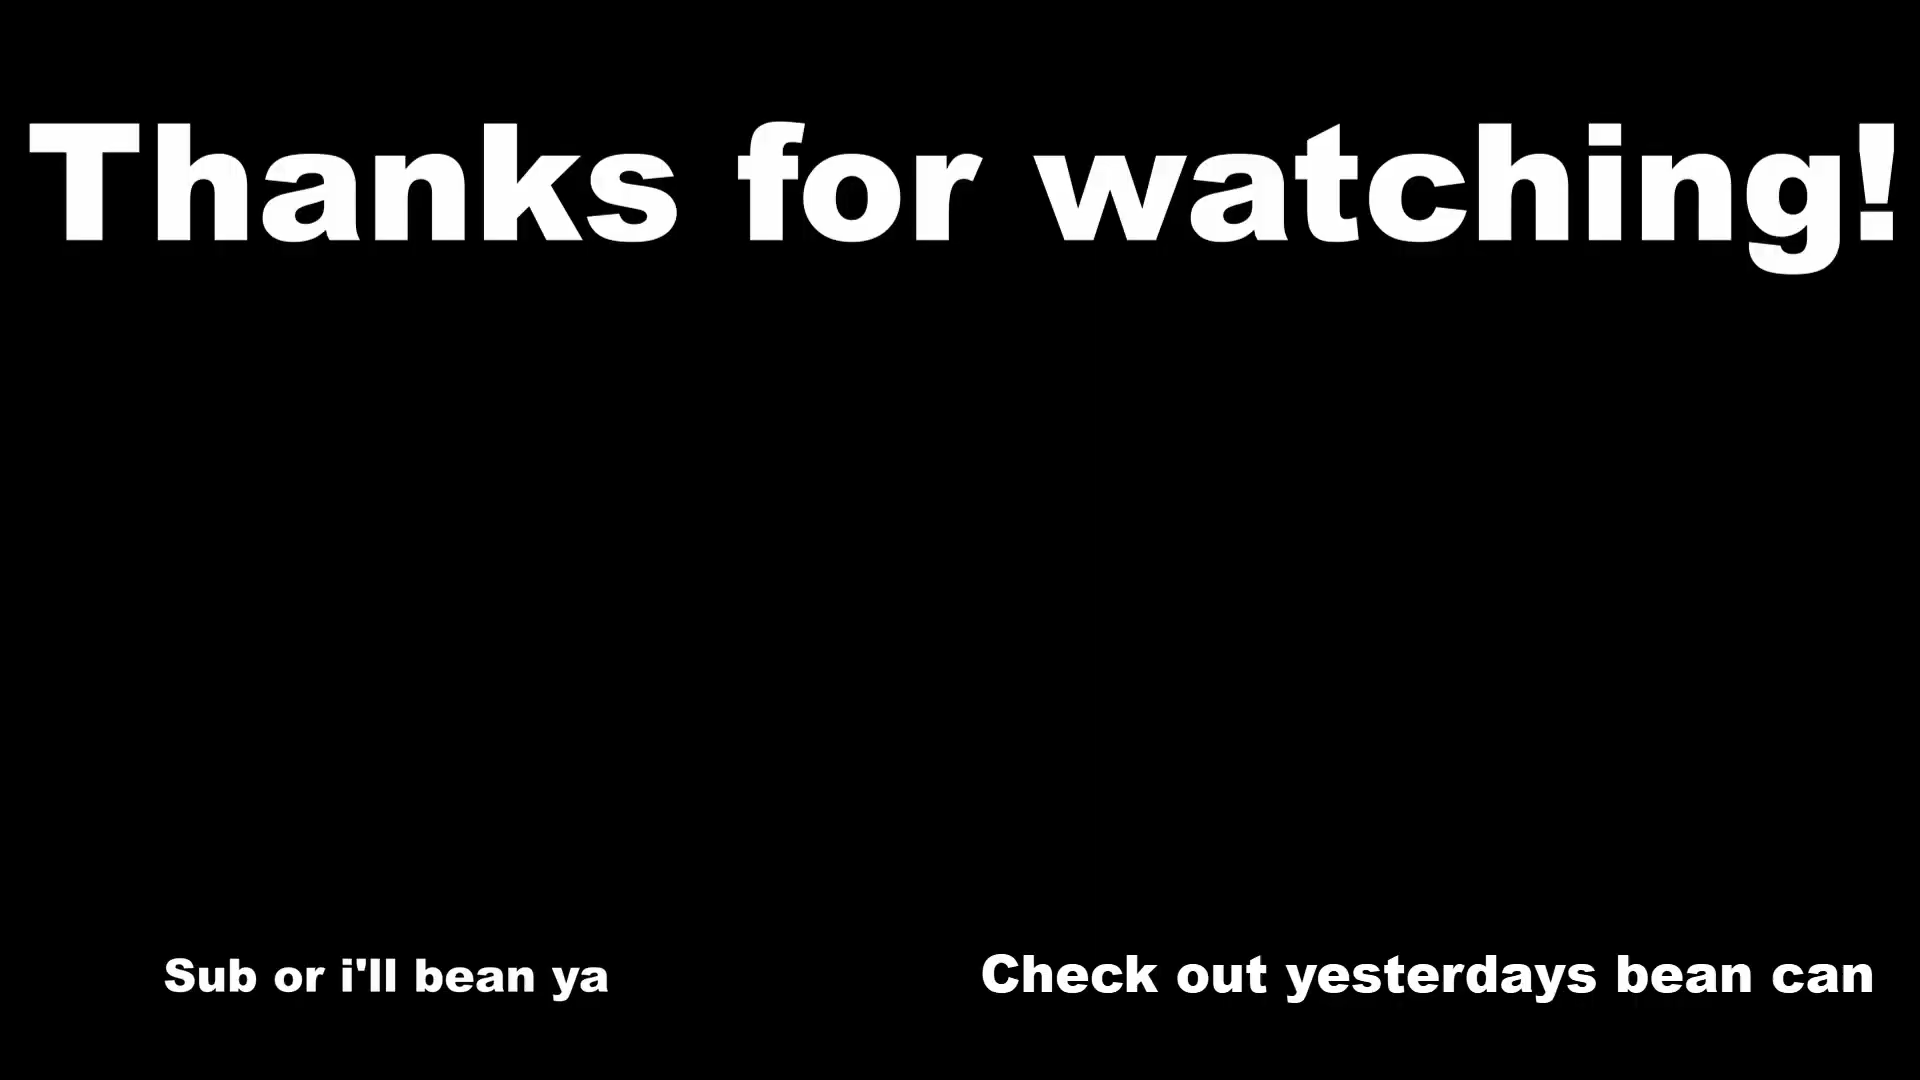 Thanks for watching!
Sub or i'll bean ya
Check out yesterdays bean can